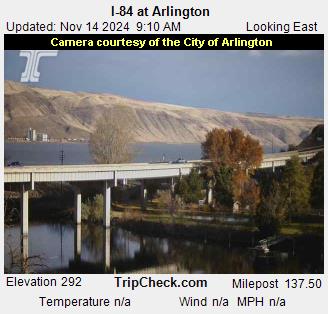 I-84 at Arlington
Updated: Nov 14 2024 9:10 AM Looking East
Camera courtesy of the City of Arlington
Elevation 292 TripCheck.com Milepost 137.50
Temperature n/a Wind n/a MPH n/a